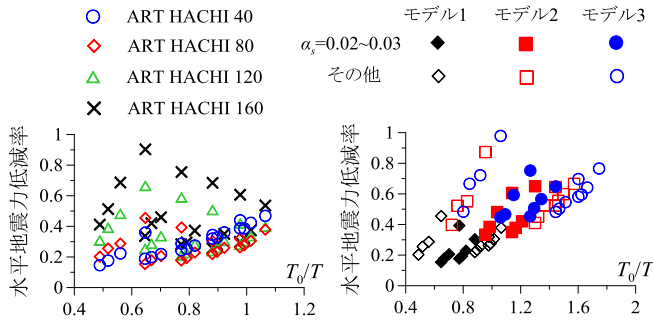 ART HACHI 40
ART HACHI 80
ART HACHI 120
ART HACHI 160
モデル1 モデル2 モデル3
αs=0.02~0.03
その他
水平地震力低減率
1
0.8
0.6
0.4
0.2
0
0.4 0.6 0.8 1 1.2
T0/T
水平地震力低減率
1
0.8
0.6
0.4
0.2
0
0.4 0.8 1.2 1.6 2
T0/T